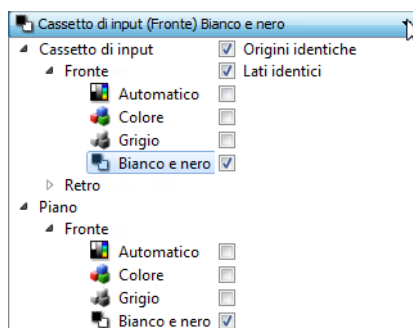 Cassetto di input (Fronte) Bianco e nero
Cassetto di input Origini identiche
Fronte Lati identici
Automatico
Colore
Grigio
Bianco e nero
Retro
Piano
Fronte
Automatico
Colore
Grigio
Bianco e nero